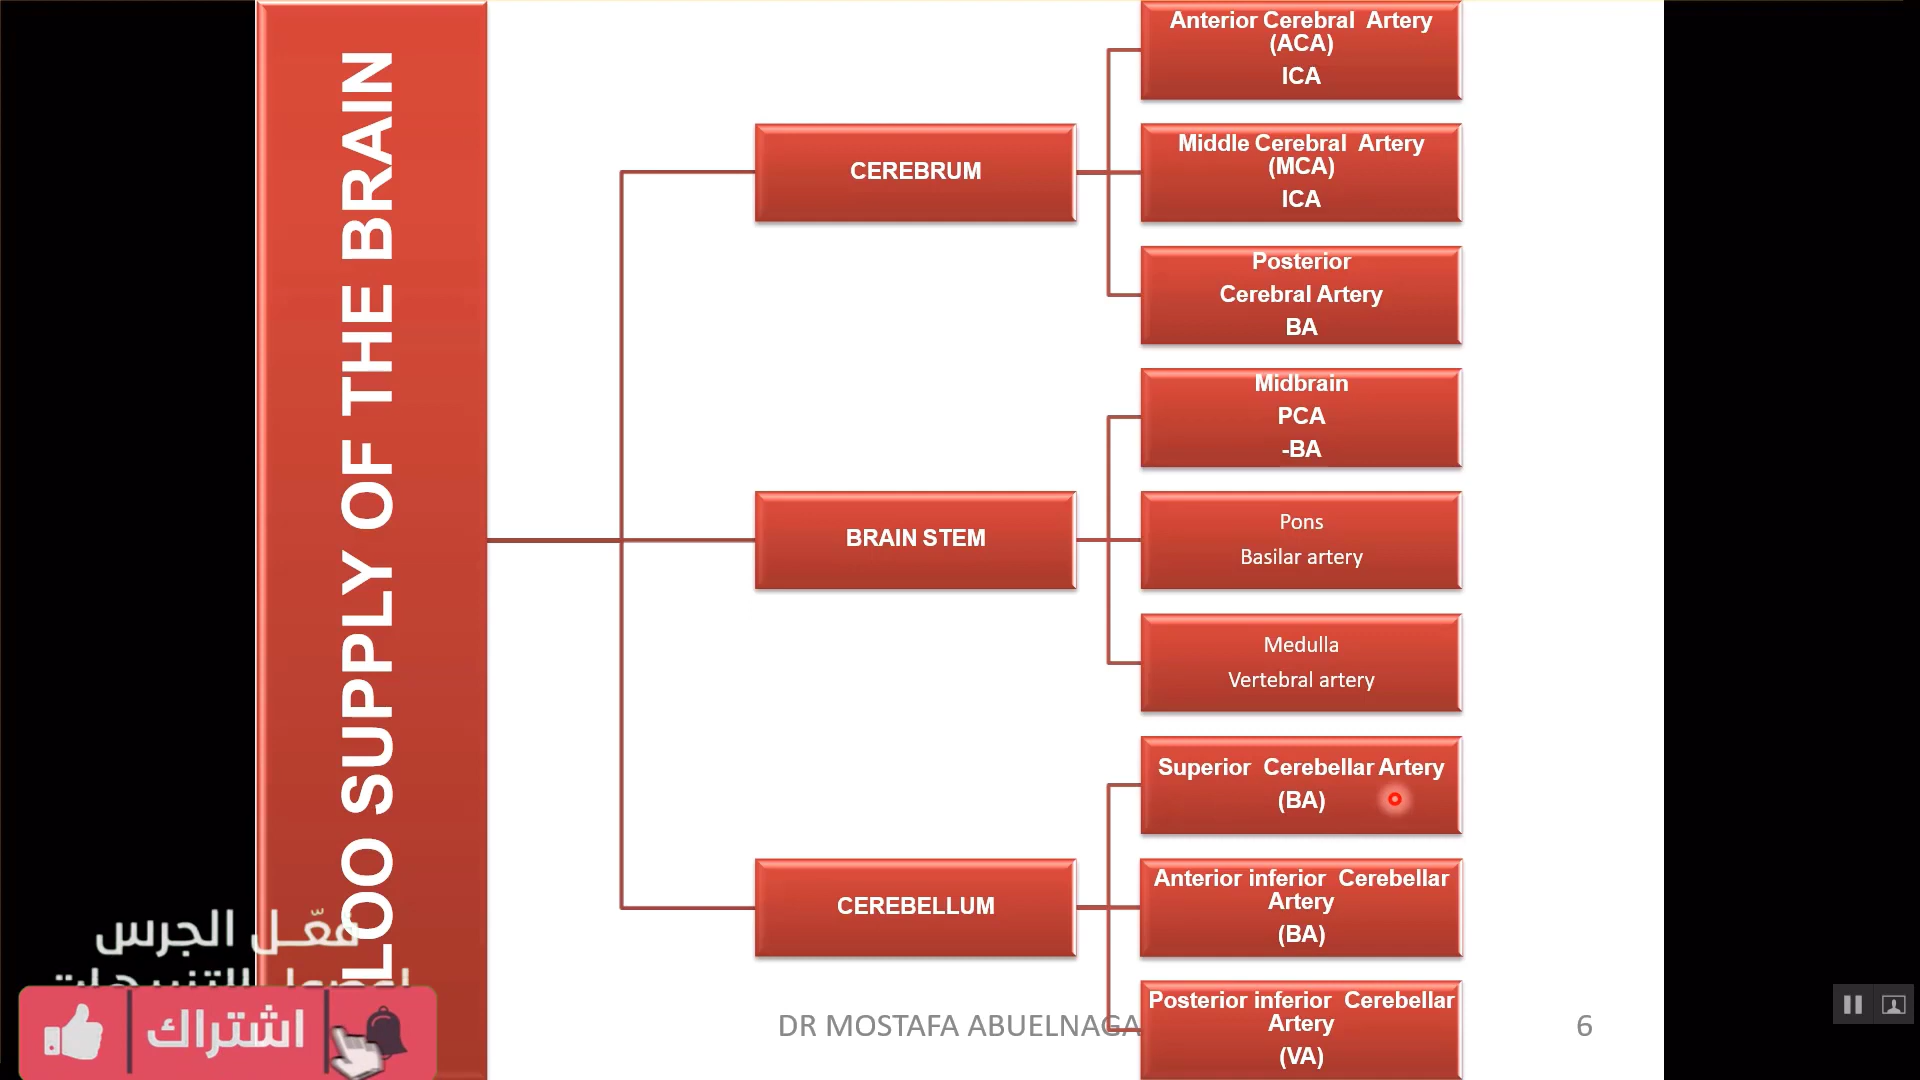 LOO SUPPLY OF THE BRAIN
CEREBRUM
Anterior Cerebral Artery
(ACA)
ICA
Middle Cerebral Artery
(MCA)
ICA
Posterior
Cerebral Artery
BA
BRAIN STEM
Midbrain
PCA
-BA
Pons
Basilar artery
Medulla
Vertebral artery
CEREBELLUM
Superior Cerebellar Artery
(BA)
Anterior inferior Cerebellar
Artery
(BA)
Posterior inferior Cerebellar
Artery
(VA)
DR MOSTAFA ABUELNAGA
6
فعّـل الجرس
اشتراك